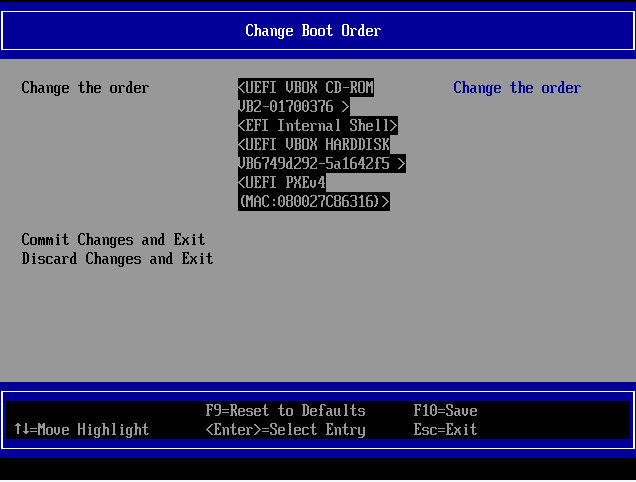 Change Boot Order
Change the order
<UEFI VBOX CD-ROM
VB2-01700376 >
<EFI Internal Shell>
<UEFI VBOX HARDDISK
VB6749d292-5a1642f5 >
<UEFI PXEv4
(MAC:080027C86316)>
Change the order
Commit Changes and Exit
Discard Changes and Exit
F9=Reset to Defaults F10=Save
↑↓=Move Highlight <Enter>=Select Entry Esc=Exit